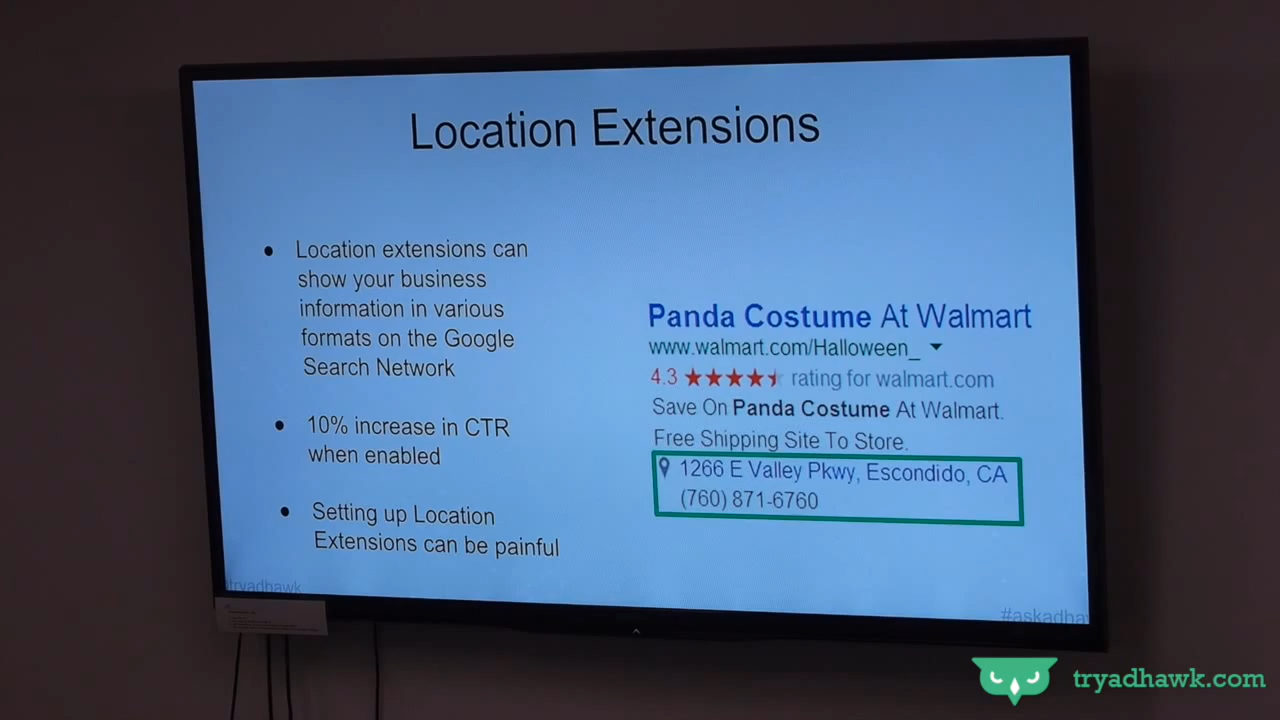 Location Extensions
● Location extensions can
show your business
information in various
formats on the Google
Search Network
● 10% increase in CTR
when enabled
● Setting up Location
Extensions can be painful
Panda Costume At Walmart
www.walmart.com/Halloween_
4.3 ★★★★ rating for walmart.com
Save On Panda Costume At Walmart.
Free Shipping Site To Store.
1266 E Valley Pkwy, Escondido, CA
(760) 871-6760
#tryadhawk
#askadha
tryadhawk.com